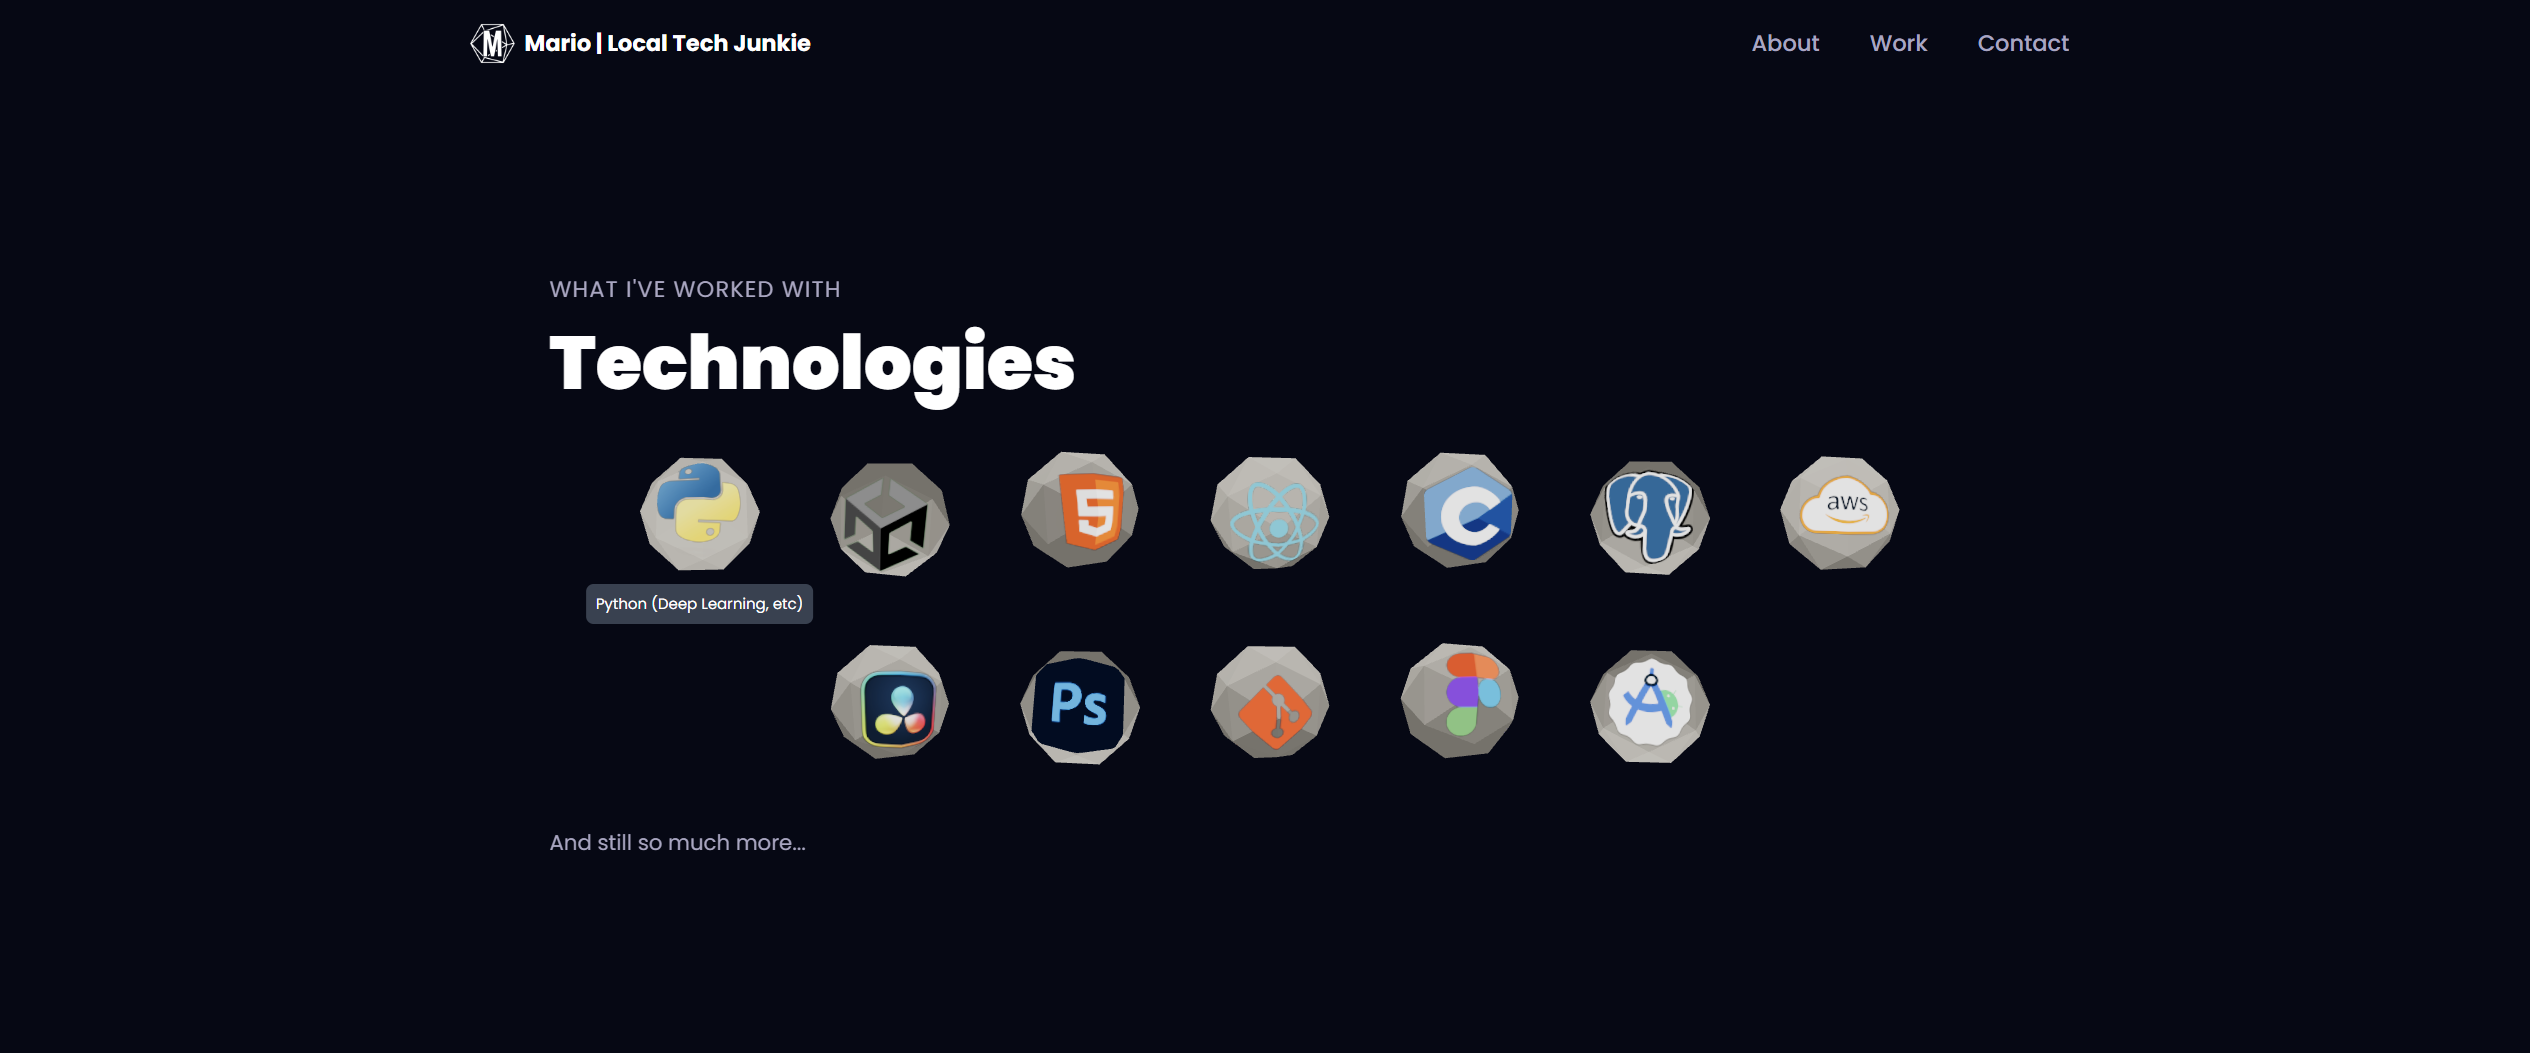 M Mario | Local Tech Junkie
About Work Contact
WHAT I'VE WORKED WITH
Technologies
5
C
aws
Python (Deep Learning, etc)
Ps
And still so much more...